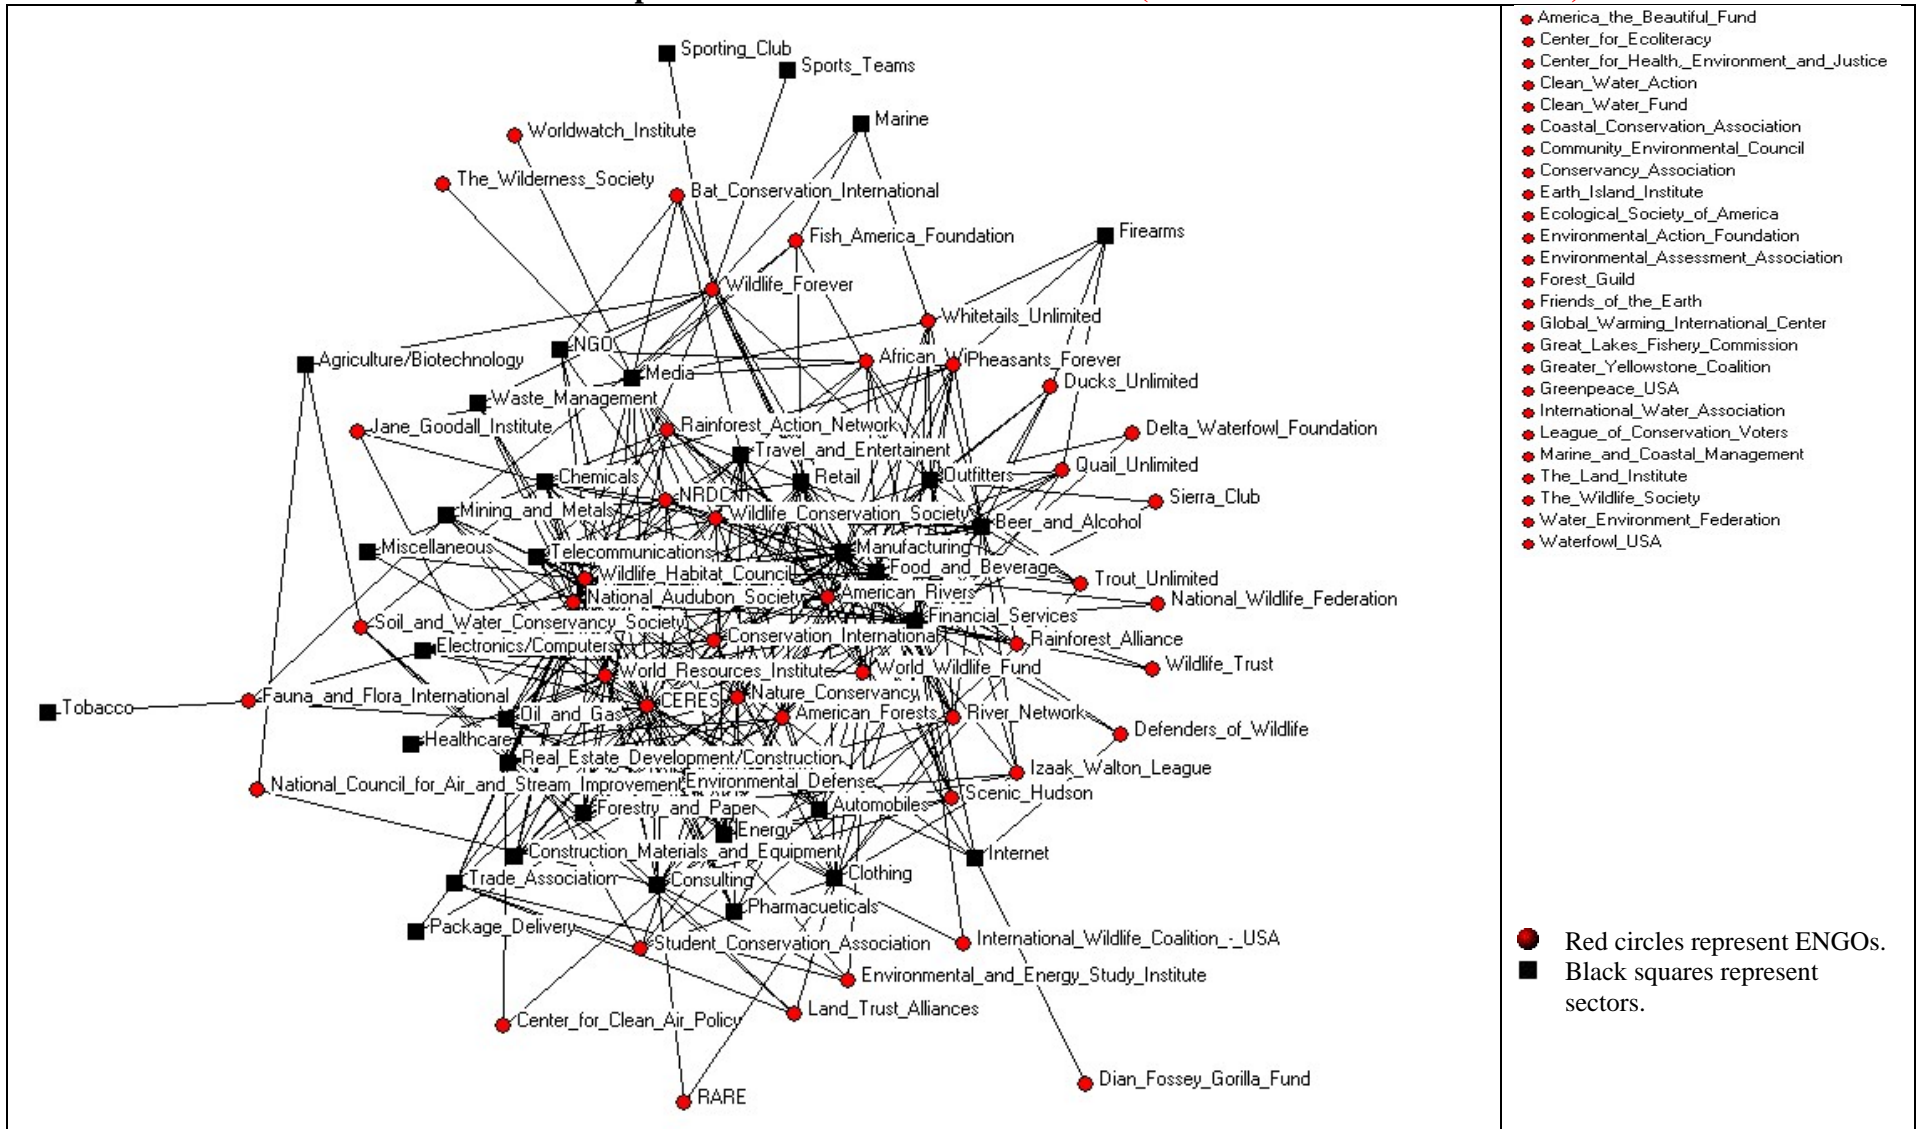 Sporting_Club
Sports_Teams
Marine
Worldwatch_Institute
The_Wilderness_Society
Bat_Conservation_International
Fish_America_Foundation
Firearms
Wildlife_Forever
Whitetails_Unlimited
NGO
Agriculture/Biotechnology
African_Wi
Pheasants_Forever
Media
Ducks_Unlimited
Waste_Management
Jane_Goodall_Institute
Rainforest_Action_Network
Delta_Waterfowl_Foundation
Travel_and_Entertainent
Quail_Unlimited
Chemicals
Retail
Outfitters
NRDC
Sierra_Club
Mining_and_Metals
Wildlife_Conservation_Society
Beer_and_Alcohol
Miscellaneous
Telecommunications
Manufacturing
Food_and_Beverage
Wildlife_Habitat_Council
Trout_Unlimited
National_Audubon_Society
American_Rivers
National_Wildlife_Federation
Soil_and_Water_Conservancy_Society
Financial_Services
Electronics/Computers
Conservation_International
Rainforest_Alliance
World_Resources_Institute
World_Wildlife_Fund
Wildlife_Trust
Fauna_and_Flora_International
CERES
Nature_Conservancy
Tobacco
Oil_and_Gas
American_Forests
River_Network
Defenders_of_Wildlife
Healthcare
Real_Estate_Development/Construction
Izaak_Walton_League
National_Council_for_Air_and_Stream_Improvement
Environmental_Defense
Scenic_Hudson
Forestry_and_Paper
Automobiles
Energy
Construction_Materials_and_Equipment
Internet
Trade_Association
Consulting
Clothing
Pharmacueticals
Package_Delivery
Student_Conservation_Association
International_Wildlife_Coalition_-_USA
Environmental_and_Energy_Study_Institute
Land_Trust_Alliances
Center_for_Clean_Air_Policy
Dian_Fossey_Gorilla_Fund
RARE
America_the_Beautiful_Fund
Center_for_Ecoliteracy
Center_for_Health,_Environment_and_Justice
Clean_Water_Action
Clean_Water_Fund
Coastal_Conservation_Association
Community_Environmental_Council
Conservancy_Association
Earth_Island_Institute
Ecological_Society_of_America
Environmental_Action_Foundation
Environmental_Assessment_Association
Forest_Guild
Friends_of_the_Earth
Global_Warming_International_Center
Great_Lakes_Fishery_Commission
Greater_Yellowstone_Coalition
Greenpeace_USA
International_Water_Association
League_of_Conservation_Voters
Marine_and_Coastal_Management
The_Land_Institute
The_Wildlife_Society
Water_Environment_Federation
Waterfowl_USA
Red circles represent ENGOs.
Black squares represent
sectors.